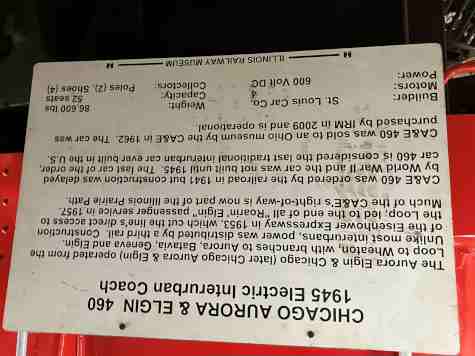 CHICAGO AURORA & ELGIN 460
1945 Electric Interurban Coach
The Aurora Elgin & Chicago (later Chicago Aurora & Elgin) operated from the
Loop to Wheaton, with branches to Aurora, Batavia, Geneva and Elgin.
Unlike most interurbans, power was distributed by a third rail. Construction
of the Eisenhower Expressway in 1953, which cut the line's direct access to
the Loop, led to the end of all "Roarin' Elgin" passenger service in 1957.
Much of the CA&E's right-of-way is now part of the Illinois Prairie Path.
CA&E 460 was ordered by the railroad in 1941 but construction was delayed
by World War II and the car was not built until 1945. The last car of the order,
car 460 is considered the last traditional interurban car ever built in the U.S.
CA&E 460 was sold to an Ohio museum by the CA&E in 1962. The car was
purchased by IRM in 2009 and is operational.
Builder: St. Louis Car Co. Weight: 86,600 lbs
Motors: 4 Capacity: 52 seats
Power: 600 Volt DC Collectors: Poles (2), Shoes (4)
ILLINOIS RAILWAY MUSEUM